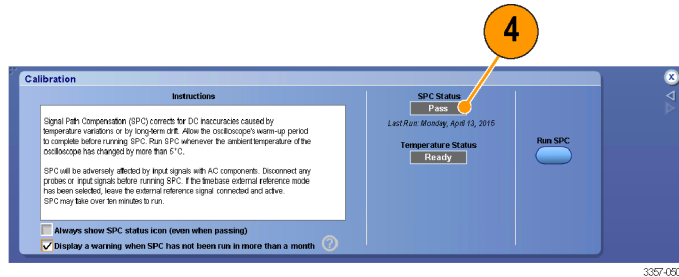 4
Calibration
Instructions
Signal Path Compensation (SPC) corrects for DC inaccuracies caused by
temperature variations or by long-term drift. Allow the oscilloscope's warm-up period
to complete before running SPC. Run SPC whenever the ambient temperature of the
oscilloscope has changed by more than 5°C.
SPC will be adversely affected by input signals with AC components. Disconnect any
probes or input signals before running SPC. If the timebase external reference mode
has been selected, leave the external reference signal connected and active.
SPC may take over ten minutes to run.
Always show SPC status icon (even when passing)
Display a warning when SPC has not been run in more than a month
?
SPC Status
Pass
Last Run: Monday, April 13, 2015
Temperature Status
Ready
Run SPC
X
3357-050